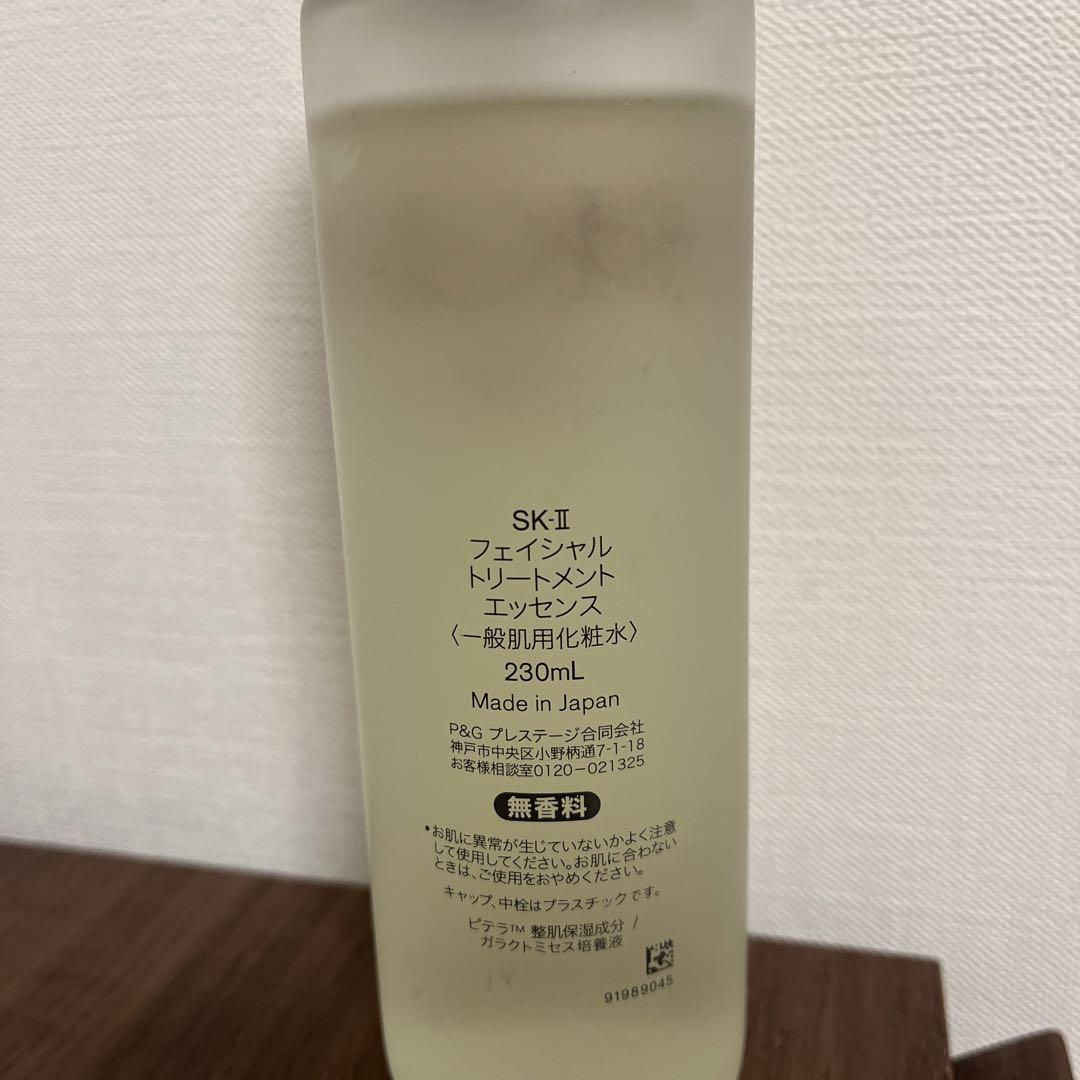 SK-Ⅱ
フェイシャル
トリートメント
エッセンス
〈一般肌用化粧水〉
230mL
Made in Japan
P&G プレステージ合同会社
神戸市中央区小野柄通7-1-18
お客様相談室0120-021325
無香料
・お肌に異常が生じていないかよく注意
して使用してください。お肌に合わない
ときは、ご使用をおやめください。
キャップ、中栓はプラスチックです。
ピテラ™ 整肌保湿成分 /
ガラクトミセス培養液
91989045